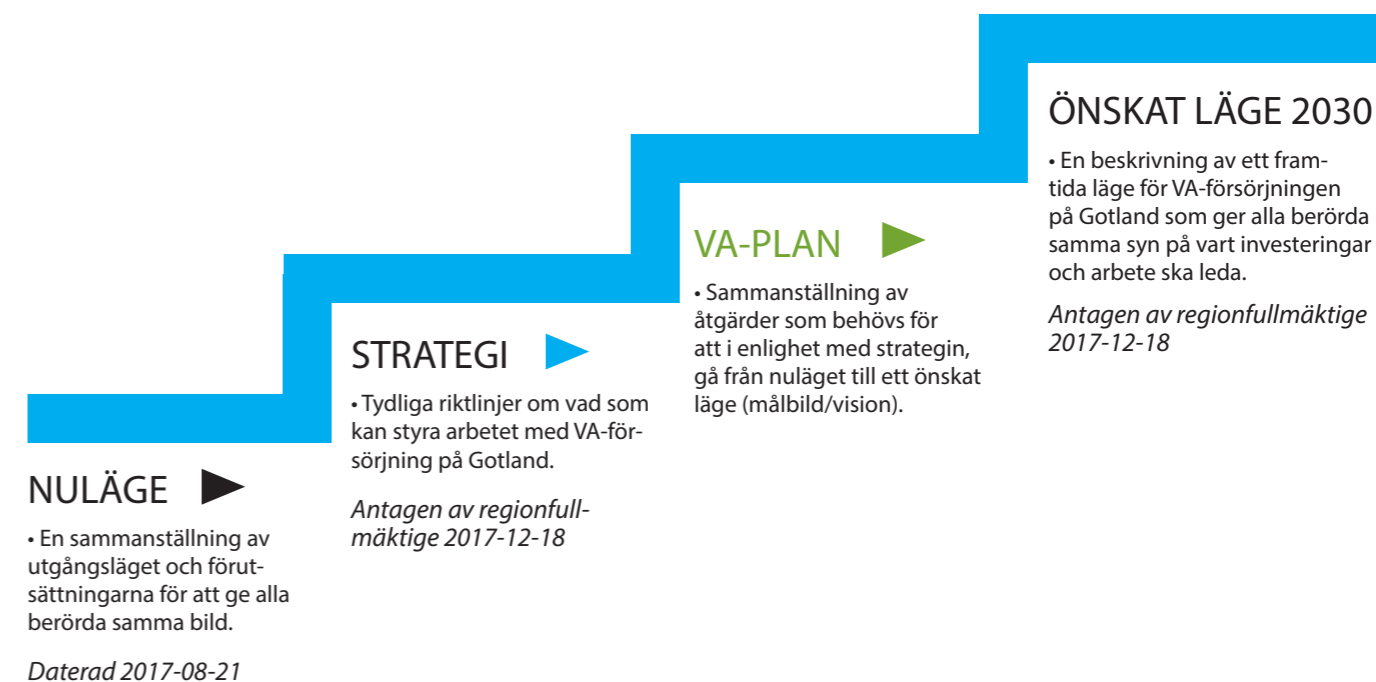 NULÄGE
• En sammanställning av
utgångsläget och förut-
sättningarna för att ge alla
berörda samma bild.
Daterad 2017-08-21
STRATEGI
• Tydliga riktlinjer om vad som
kan styra arbetet med VA-för-
sörjning på Gotland.
Antagen av regionfull-
mäktige 2017-12-18
VA-PLAN
• Sammanställning av
åtgärder som behövs för
att i enlighet med strategin,
gå från nuläget till ett önskat
läge (målbild/vision).
ÖNSKAT LÄGE 2030
• En beskrivning av ett fram-
tida läge för VA-försörjningen
på Gotland som ger alla berörda
samma syn på vart investeringar
och arbete ska leda.
Antagen av regionfullmäktige
2017-12-18